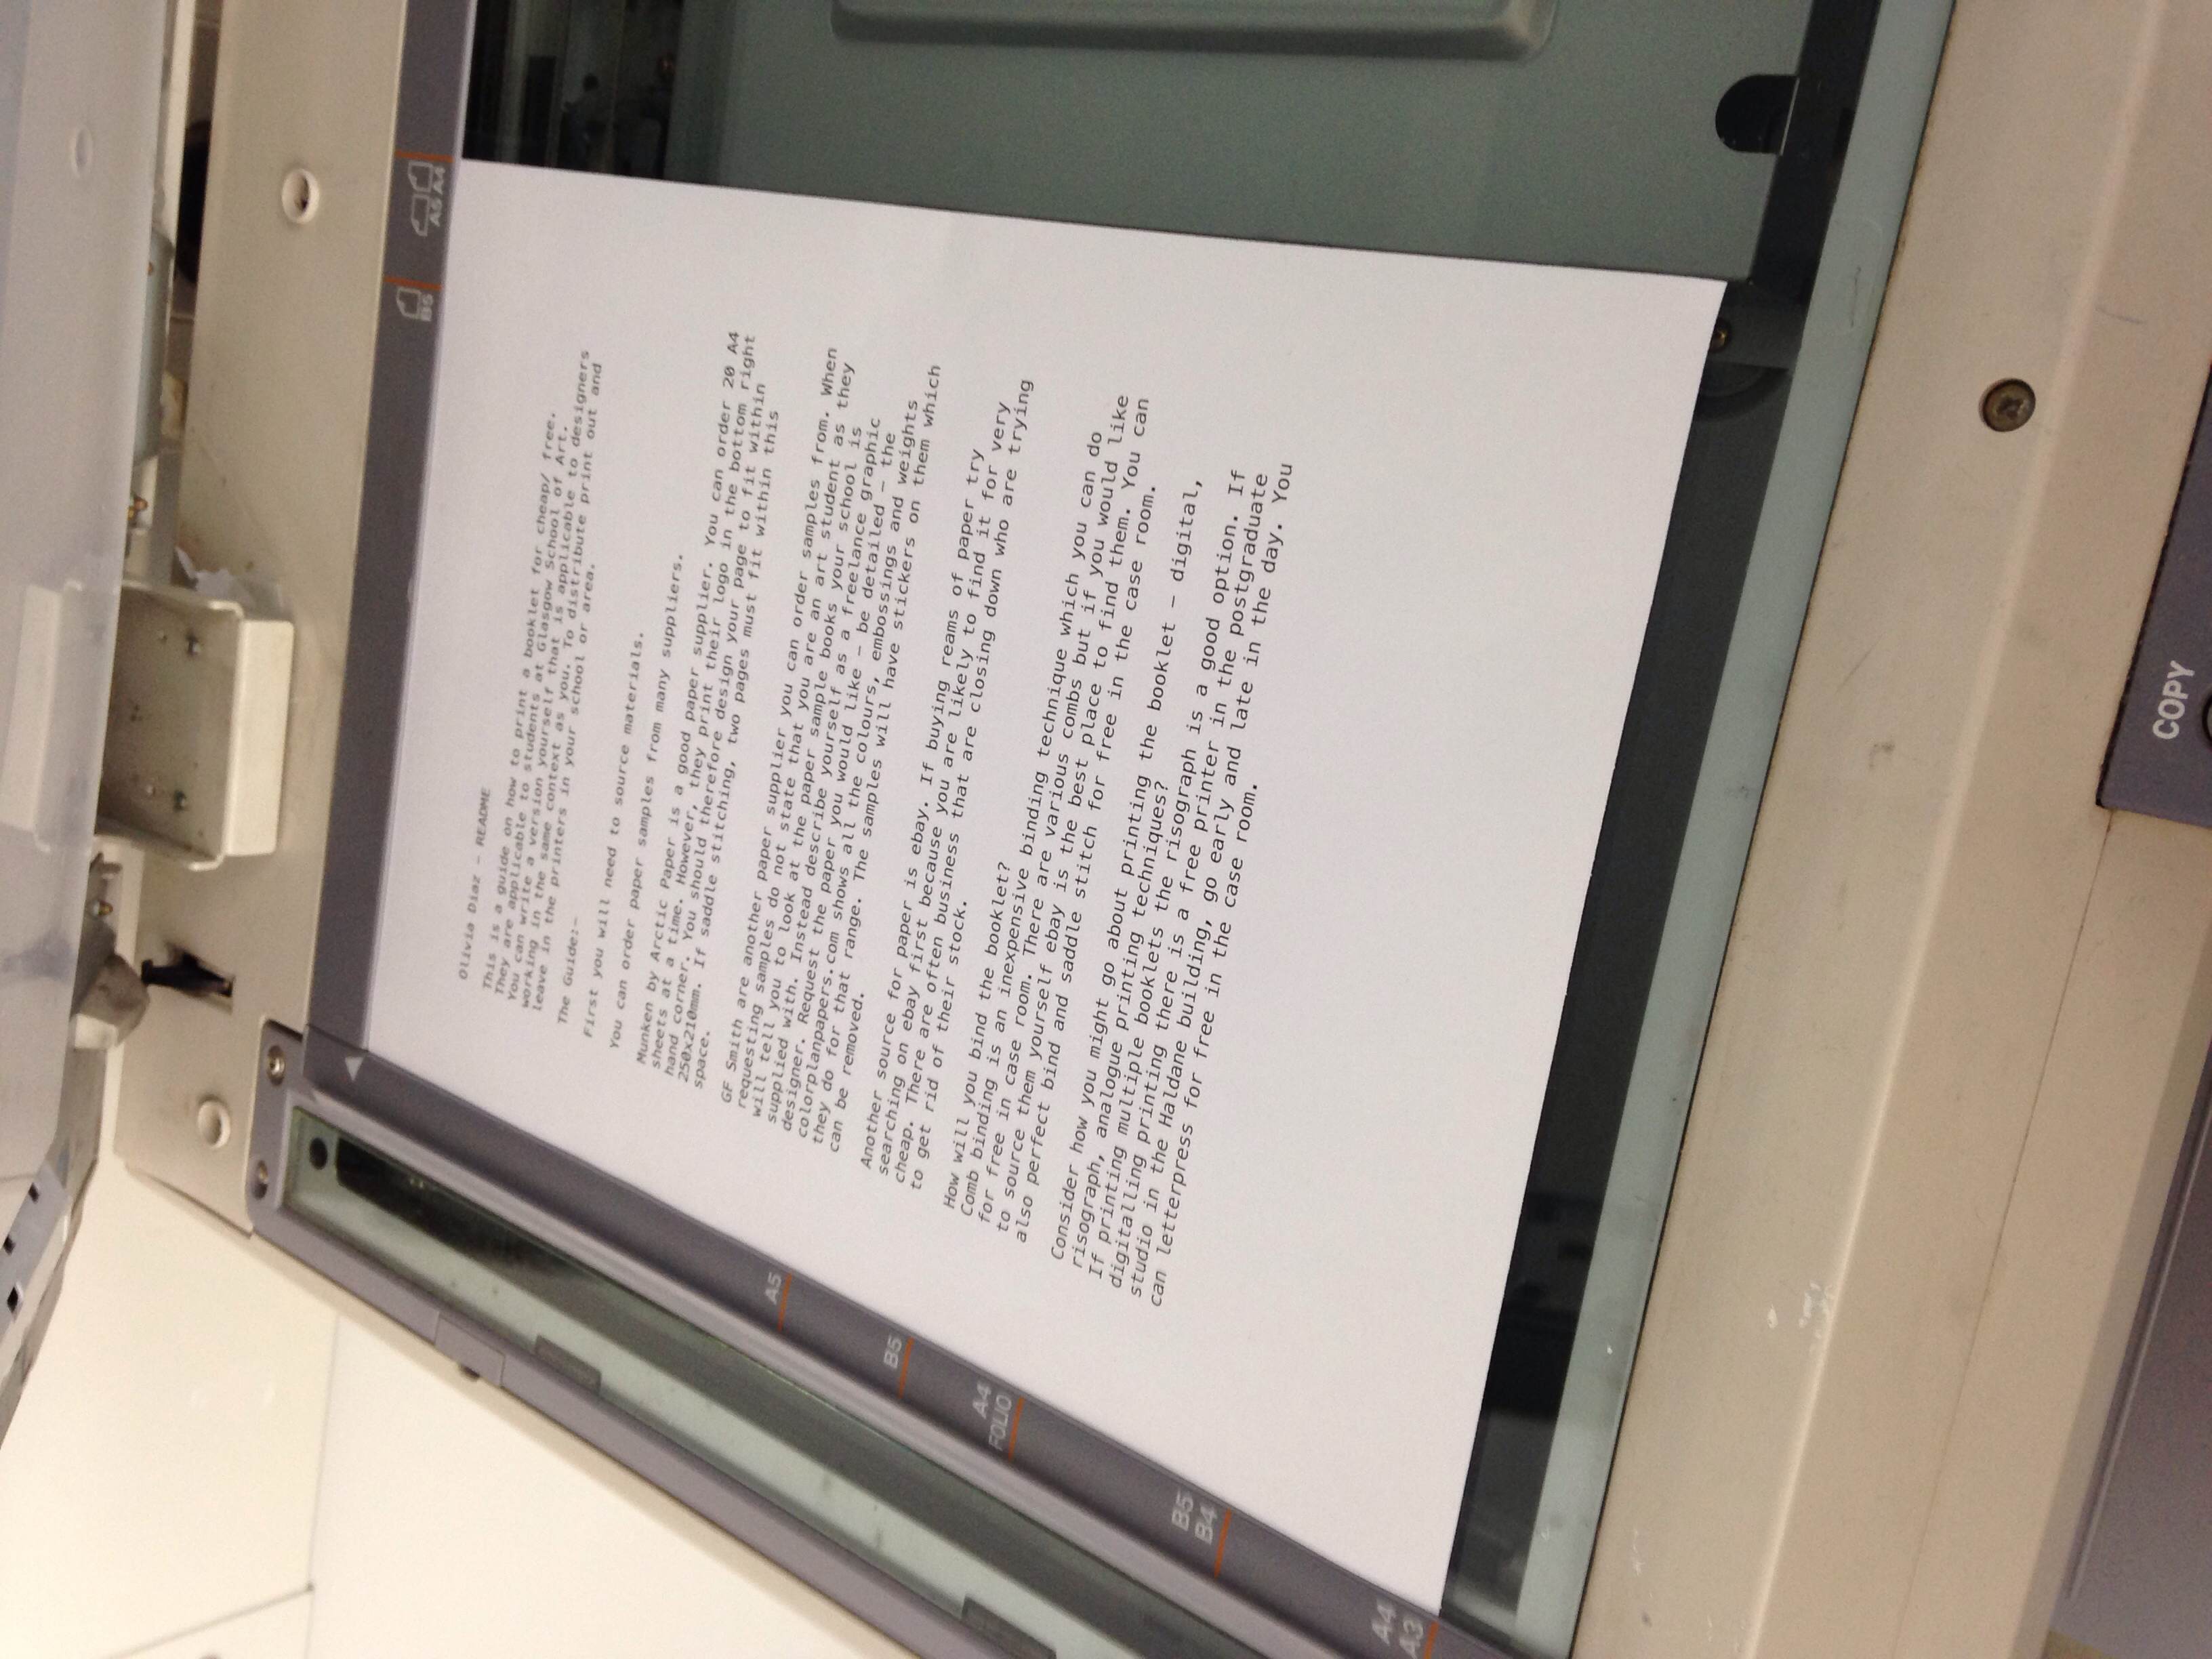 Olivia Diaz – README
This is a guide on how to print a booklet for cheap/ free.
They are applicable to students at Glasgow School of Art.
You can write a version yourself that is applicable to designers
working in the same context as you. To distribute print out and
leave in the printers in your school or area.
The Guide:–
First you will need to source materials.
You can order paper samples from many suppliers.
Munken by Arctic Paper is a good paper supplier. You can order 20 A4
sheets at a time. However, they print their logo in the bottom right
hand corner. You should therefore design your page to fit within
250x210mm. If saddle stitching, two pages must fit within this
space.
GF Smith are another paper supplier you can order samples from. When
requesting samples do not state that you are an art student as they
will tell you to look at the paper sample books your school is
supplied with. Instead describe yourself as a freelance graphic
designer. Request the paper you would like – be detailed – the
colorplanpapers.com shows all the colours, embossings and weights
they do for that range. The samples will have stickers on them which
can be removed.
Another source for paper is ebay. If buying reams of paper try
searching on ebay first because you are likely to find it for very
cheap. There are often business that are closing down who are trying
to get rid of their stock.
How will you bind the booklet?
Comb binding is an inexpensive binding technique which you can do
for free in case room. There are various combs but if you would like
to source them yourself ebay is the best place to find them. You can
also perfect bind and saddle stitch for free in the case room.
Consider how you might go about printing the booklet – digital,
risograph, analogue printing techniques?
If printing multiple booklets the risograph is a good option. If
digitalling printing there is a free printer in the postgraduate
studio in the Haldane building, go early and late in the day. You
can letterpress for free in the case room.
B5
A5 A4
A5
B5
A4
FOLIO
B5
B4
A4
A3
COPY